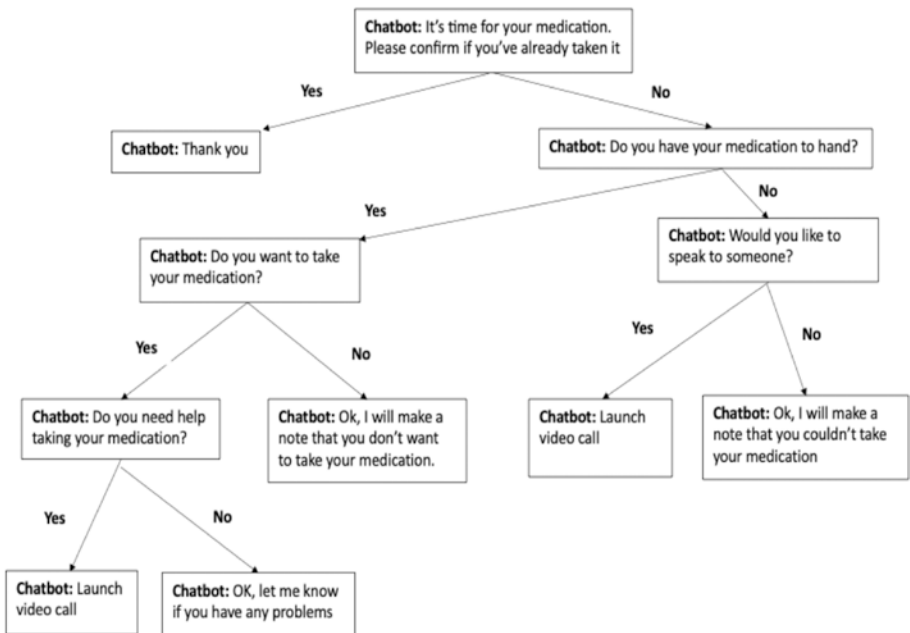 Chatbot: It's time for your medication.
Please confirm if you've already taken it
Yes
No
Chatbot: Thank you
Chatbot: Do you have your medication to hand?
Yes
No
Chatbot: Do you want to take
your medication?
Chatbot: Would you like to
speak to someone?
Yes
No
Yes
No
Chatbot: Do you need help
taking your medication?
Chatbot: Ok, I will make a
note that you don't want
to take your medication.
Chatbot: Launch
video call
Chatbot: Ok, I will make a
note that you couldn't take
your medication
Yes
No
Chatbot: Launch
video call
Chatbot: OK, let me know
if you have any problems